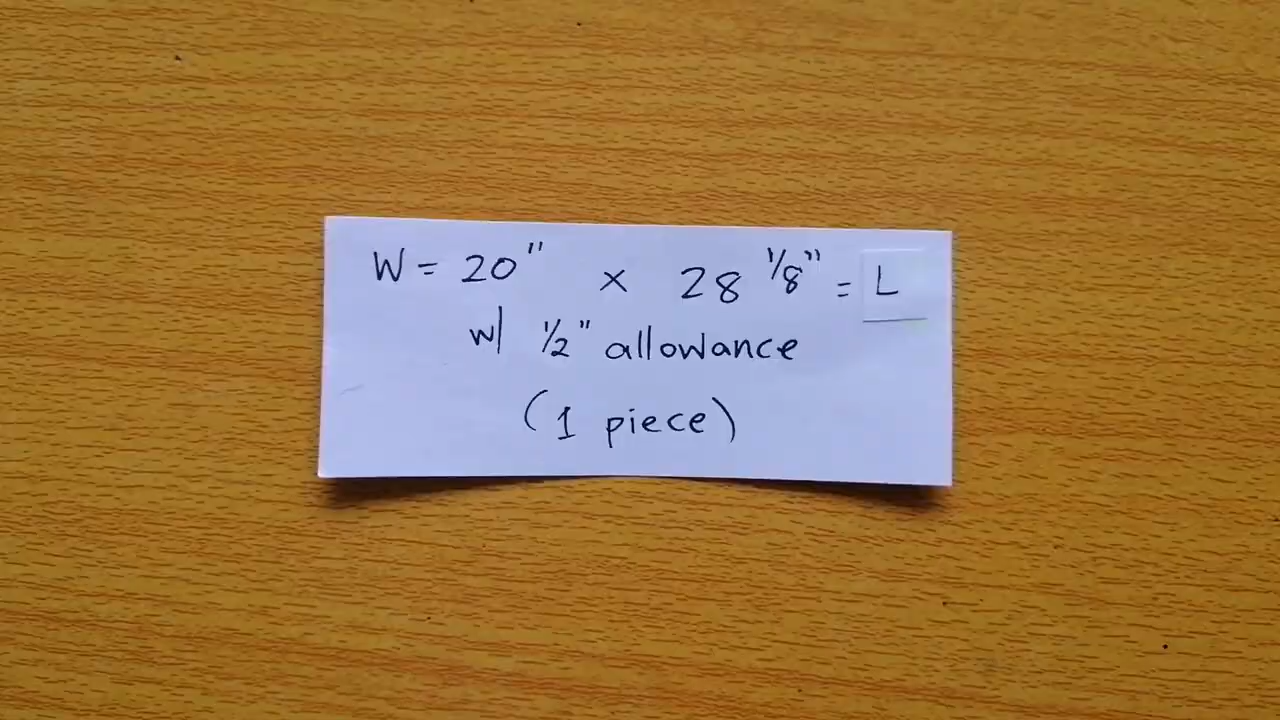 W = 20" x 28 1/8" = L
w/ 1/2" allowance
(1 piece)